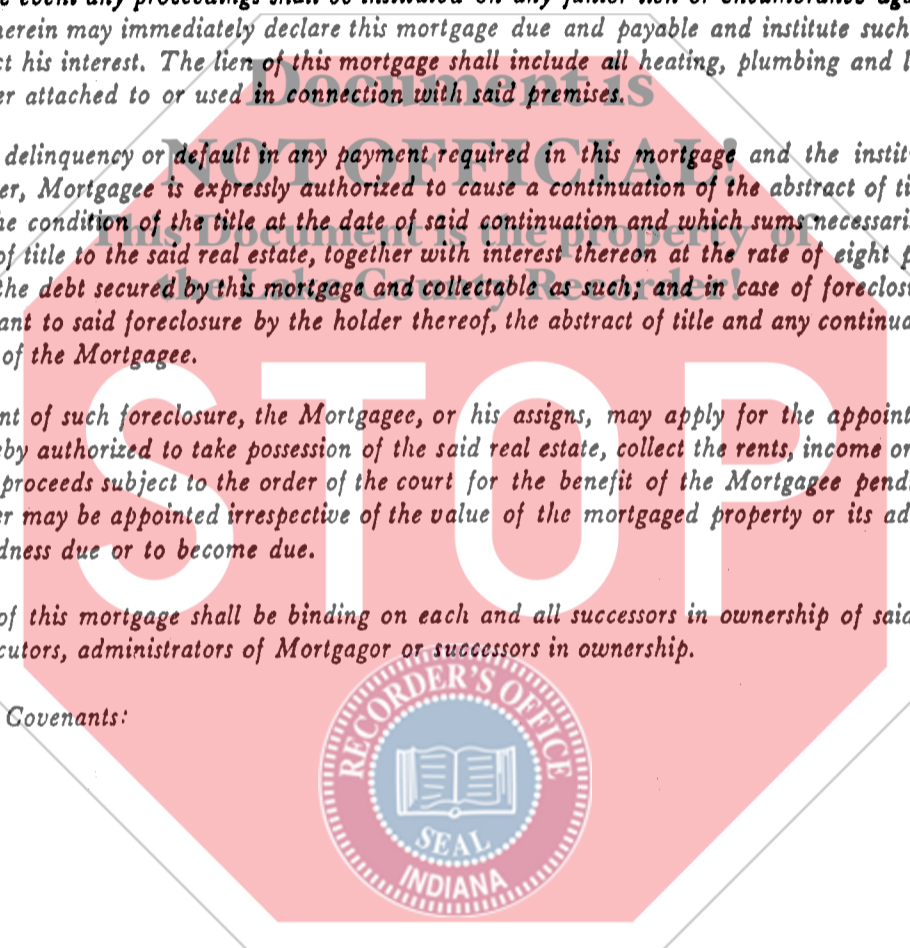 e event any proceedings shall be instituted on any junior lien or encumbrance aga
herein may immediately declare this mortgage due and payable and institute such
ct his interest. The lien of this mortgage shall include all heating, plumbing and l
er attached to or used in connection with said premises.
Document is
NOT OFFICIAL!
This Document is the property of
the Lake County Recorder!
delinquency or default in any payment required in this mortgage and the instit
er, Mortgagee is expressly authorized to cause a continuation of the abstract of ti
he condition of the title at the date of said continuation and which sums necessari
of title to the said real estate, together with interest thereon at the rate of eight p
the debt secured by this mortgage and collectable as such; and in case of foreclos
ant to said foreclosure by the holder thereof, the abstract of title and any continua
of the Mortgagee.
STOP
nt of such foreclosure, the Mortgagee, or his assigns, may apply for the appoint
eby authorized to take possession of the said real estate, collect the rents, income or
proceeds subject to the order of the court for the benefit of the Mortgagee pend
er may be appointed irrespective of the value of the mortgaged property or its ad
dness due or to become due.
of this mortgage shall be binding on each and all successors in ownership of said
cutors, administrators of Mortgagor or successors in ownership.
Covenants:
RECORDER'S OFFICE
SEAL
INDIANA